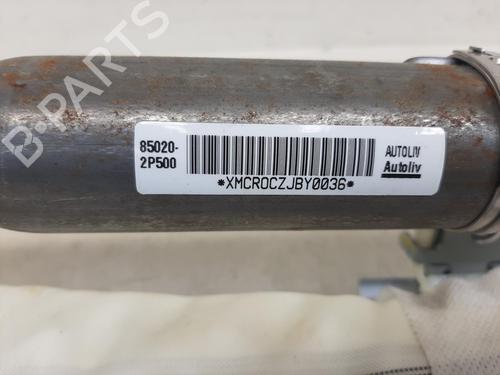 B-PARTS
85020-
2P500
*XMCROCZJBY0036*
AUTOLIV
Autoliv